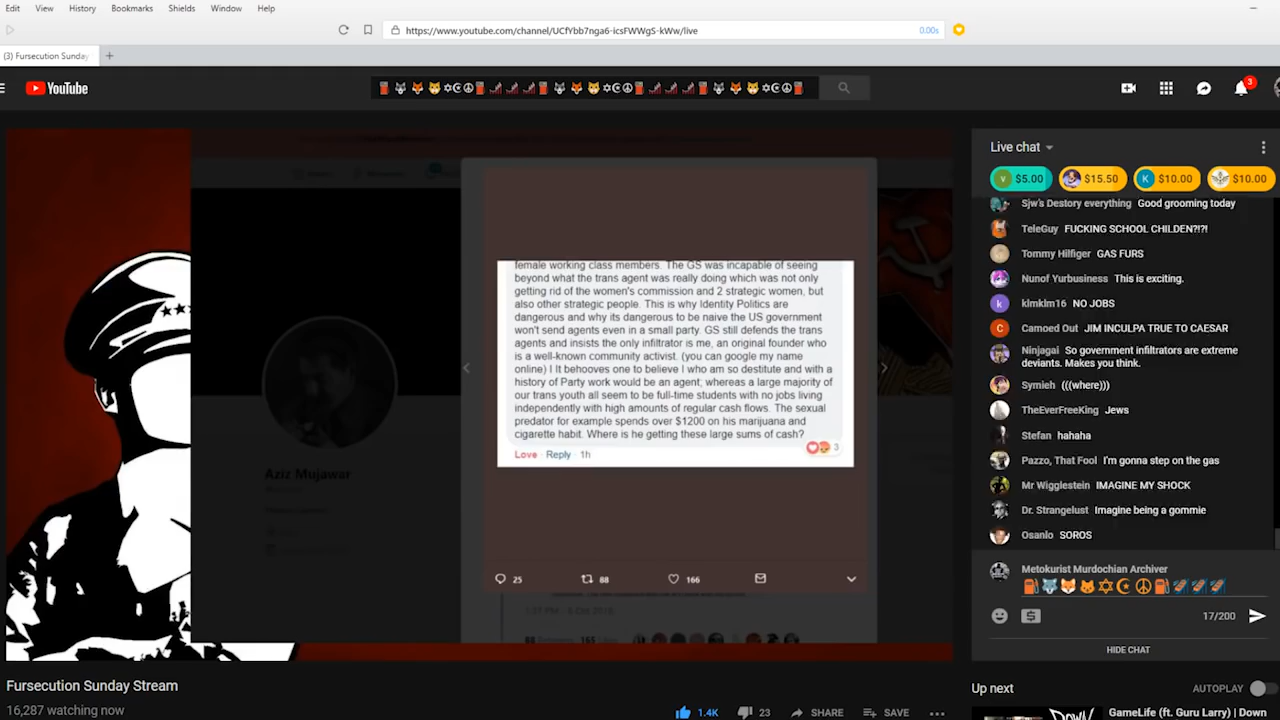 Edit View History Bookmarks Shields Window Help
https://www.youtube.com/channel/UCfYbb7nga6-icsFWWgS-kWw/live
0.00s
(3) Fursecution Sunday
YouTube
3
female working class members. The GS was incapable of seeing
beyond what the trans agent was really doing which was not only
getting rid of the women's commission and 2 strategic women, but
also other strategic people. This is why Identity Politics are
dangerous and why its dangerous to be naive the US government
won't send agents even in a small party. GS still defends the trans
agents and insists the only infiltrator is me, an original founder who
is a well-known community activist. (you can google my name
online) I It behooves one to believe I who am so destitute and with a
history of Party work would be an agent; whereas a large majority of
our trans youth all seem to be full-time students with no jobs living
independently with high amounts of regular cash flows. The sexual
predator for example spends over $1200 on his marijuana and
cigarette habit. Where is he getting these large sums of cash?
Love · Reply · 1h
3
Aziz Mujawar
25 88 166
Live chat
$5.00 $15.50 $10.00 $10.00
Sjw's Destory everything Good grooming today
TeleGuy FUCKING SCHOOL CHILDEN?!?!
Tommy Hilfiger GAS FURS
Nunof Yurbusiness This is exciting.
klmklm16 NO JOBS
Camoed Out JIM INCULPA TRUE TO CAESAR
Ninjagai So government infiltrators are extreme
deviants. Makes you think.
Symieh (((where)))
TheEverFreeKing Jews
Stefan hahaha
Pazzo, That Fool I'm gonna step on the gas
Mr Wigglestein IMAGINE MY SHOCK
Dr. Strangelust Imagine being a gommie
Osanlo SOROS
Metokurist Murdochian Archiver
17/200
HIDE CHAT
Fursecution Sunday Stream
16,287 watching now
1.4K 23 SHARE SAVE
Up next AUTOPLAY
GameLife (ft. Guru Larry) | Down